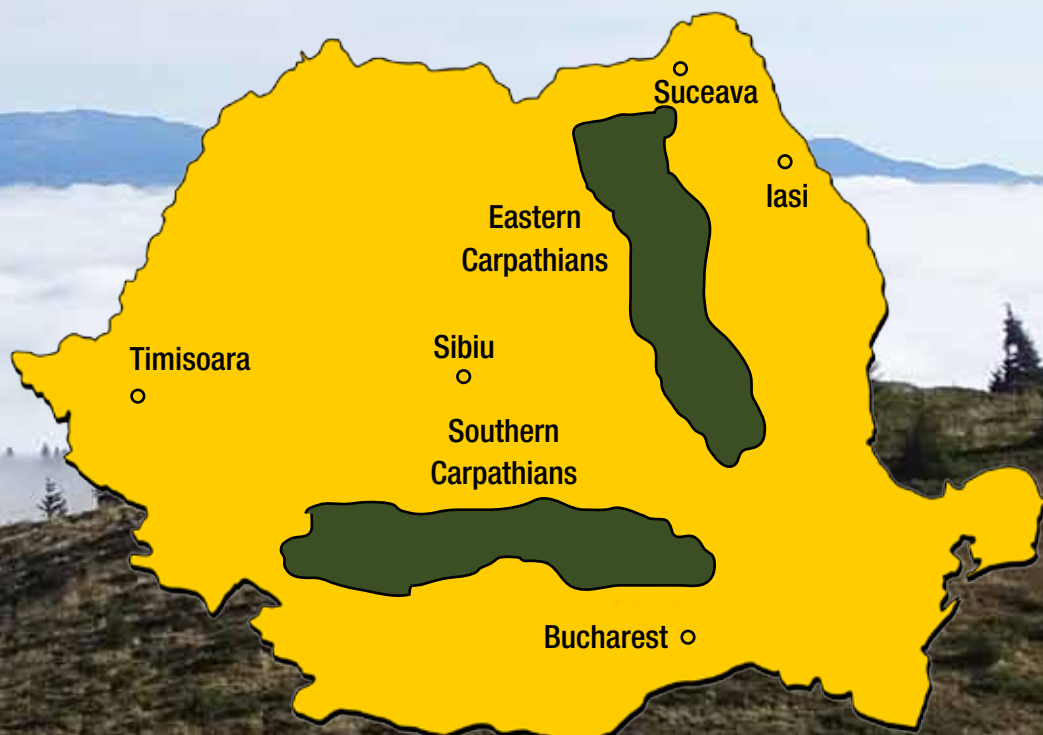 Suceava
Iasi
Eastern
Carpathians
Timisoara
Sibiu
Southern
Carpathians
Bucharest